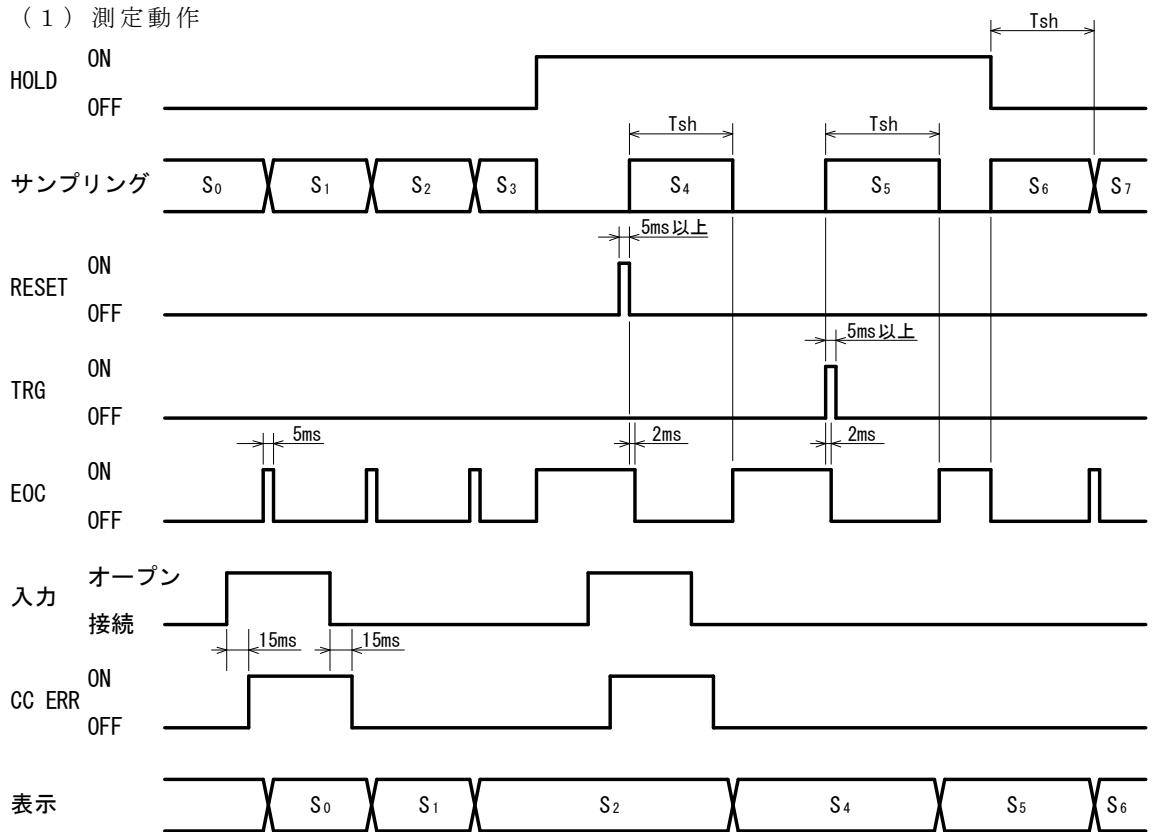 （１）測定動作
Tsh
ON
HOLD
OFF
Tsh Tsh
サンプリング S₀ S₁ S₂ S₃ S₄ S₅ S₆ S₇
5ms以上
ON
RESET
OFF
5ms以上
ON
TRG
OFF
5ms 2ms 2ms
ON
EOC
OFF
オープン
入力
接続
15ms 15ms
ON
CC ERR
OFF
表示 S₀ S₁ S₂ S₄ S₅ S₆